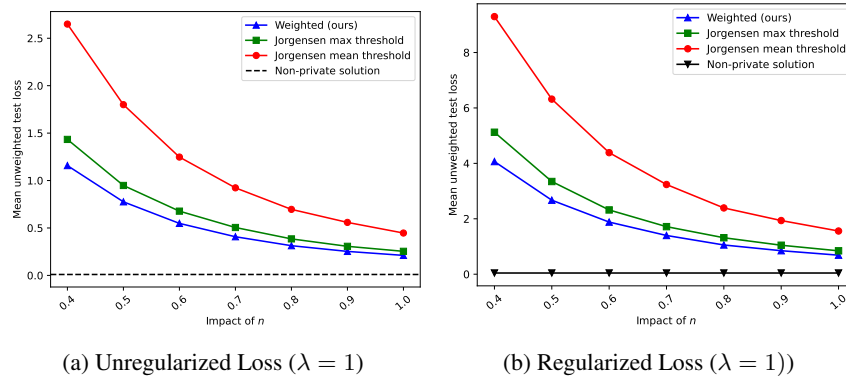 Mean unweighted test loss
2.5
2.0
1.5
1.0
0.5
0.0
Weighted (ours)
Jorgensen max threshold
Jorgensen mean threshold
Non-private solution
0.4 0.5 0.6 0.7 0.8 0.9 1.0
Impact of n
(a) Unregularized Loss (λ = 1)
Mean unweighted test loss
8
6
4
2
0
Weighted (ours)
Jorgensen max threshold
Jorgensen mean threshold
Non-private solution
0.4 0.5 0.6 0.7 0.8 0.9 1.0
Impact of n
(b) Regularized Loss (λ = 1))